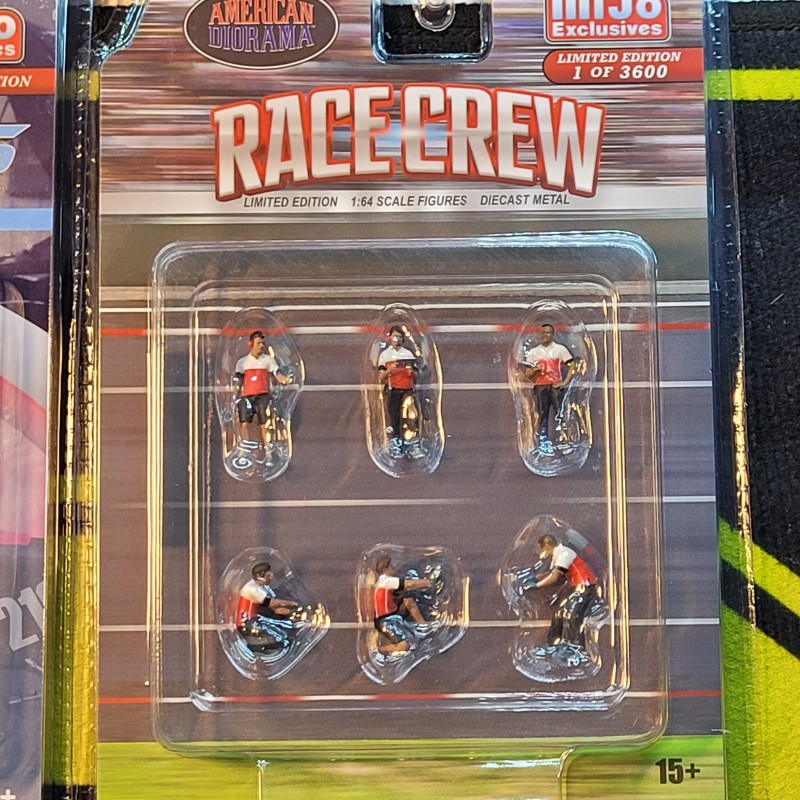 AMERICAN
DIORAMA
MiJo
Exclusives
LIMITED EDITION
1 OF 3600
RACE CREW
LIMITED EDITION 1:64 SCALE FIGURES DIECAST METAL
15+